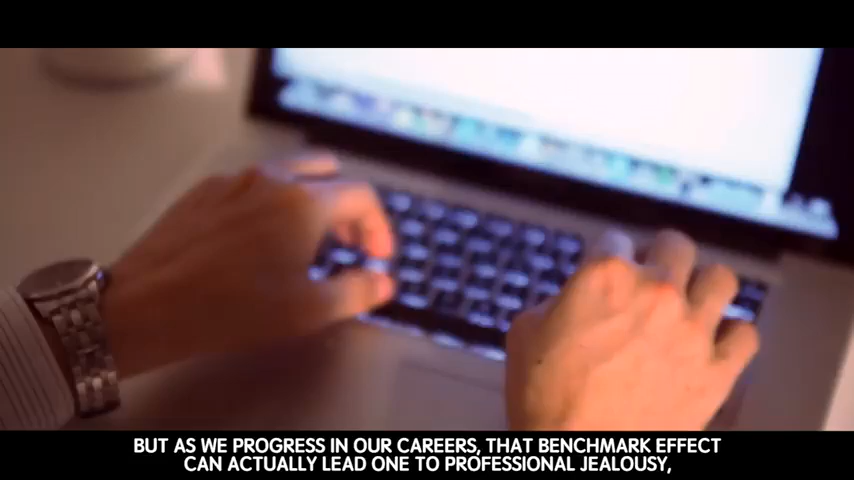 BUT AS WE PROGRESS IN OUR CAREERS, THAT BENCHMARK EFFECT
CAN ACTUALLY LEAD ONE TO PROFESSIONAL JEALOUSY,